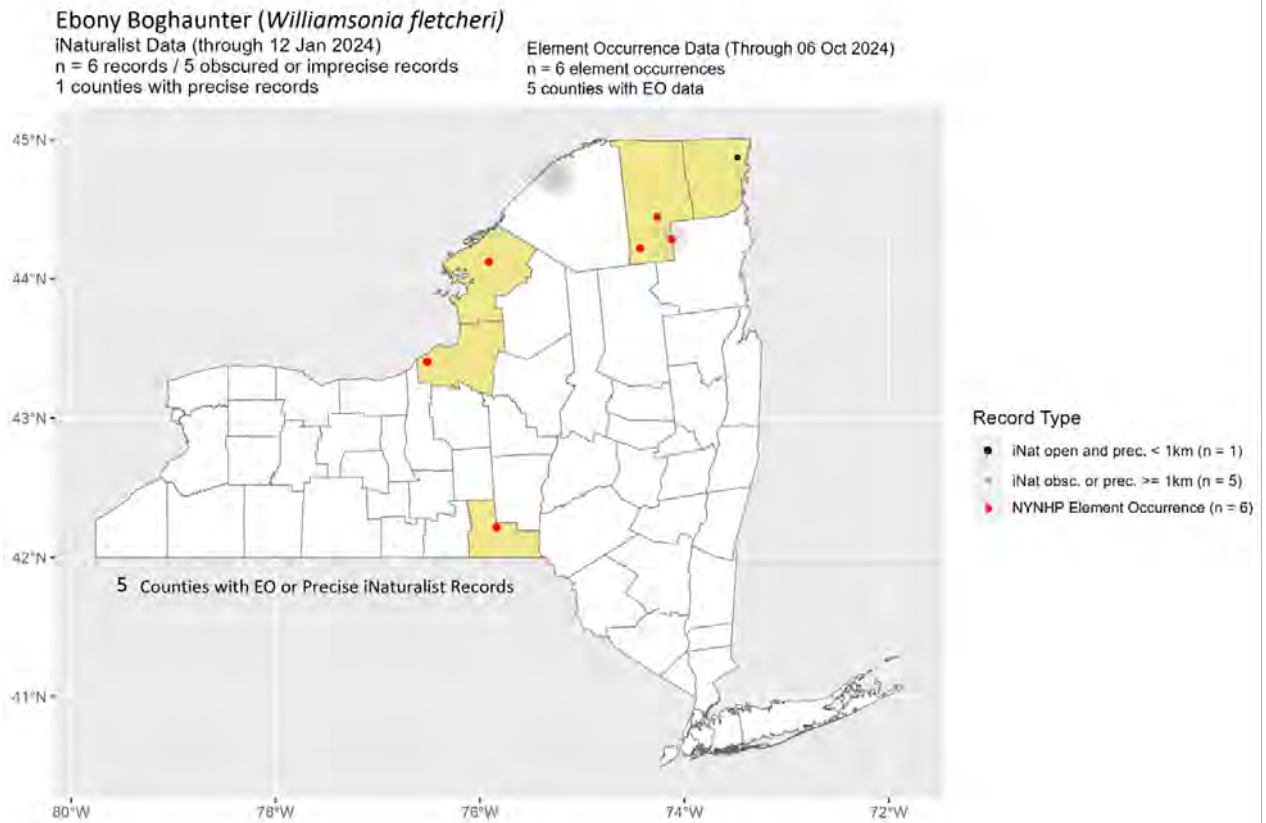 Ebony Boghaunter (Williamsonia fletcheri)
iNaturalist Data (through 12 Jan 2024)
n = 6 records / 5 obscured or imprecise records
1 counties with precise records
Element Occurrence Data (Through 06 Oct 2024)
n = 6 element occurrences
5 counties with EO data
45°N
44°N
43°N
42°N
41°N
5 Counties with EO or Precise iNaturalist Records
80°W
78°W
76°W
74°W
72°W
Record Type
iNat open and prec. < 1km (n = 1)
iNat obsc. or prec. >= 1km (n = 5)
NYNHP Element Occurrence (n = 6)